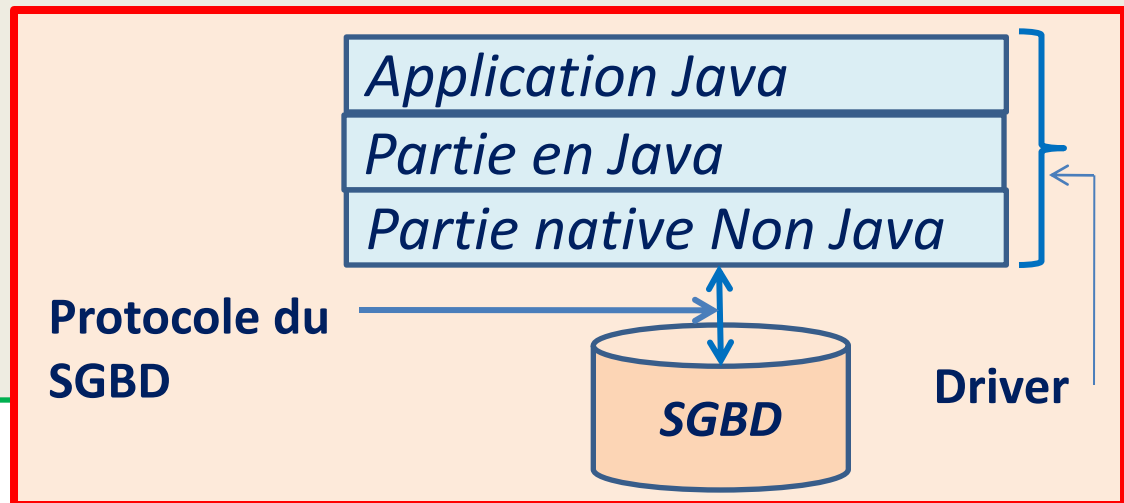 Application Java
Partie en Java
Partie native Non Java
Protocole du
SGBD
SGBD
Driver